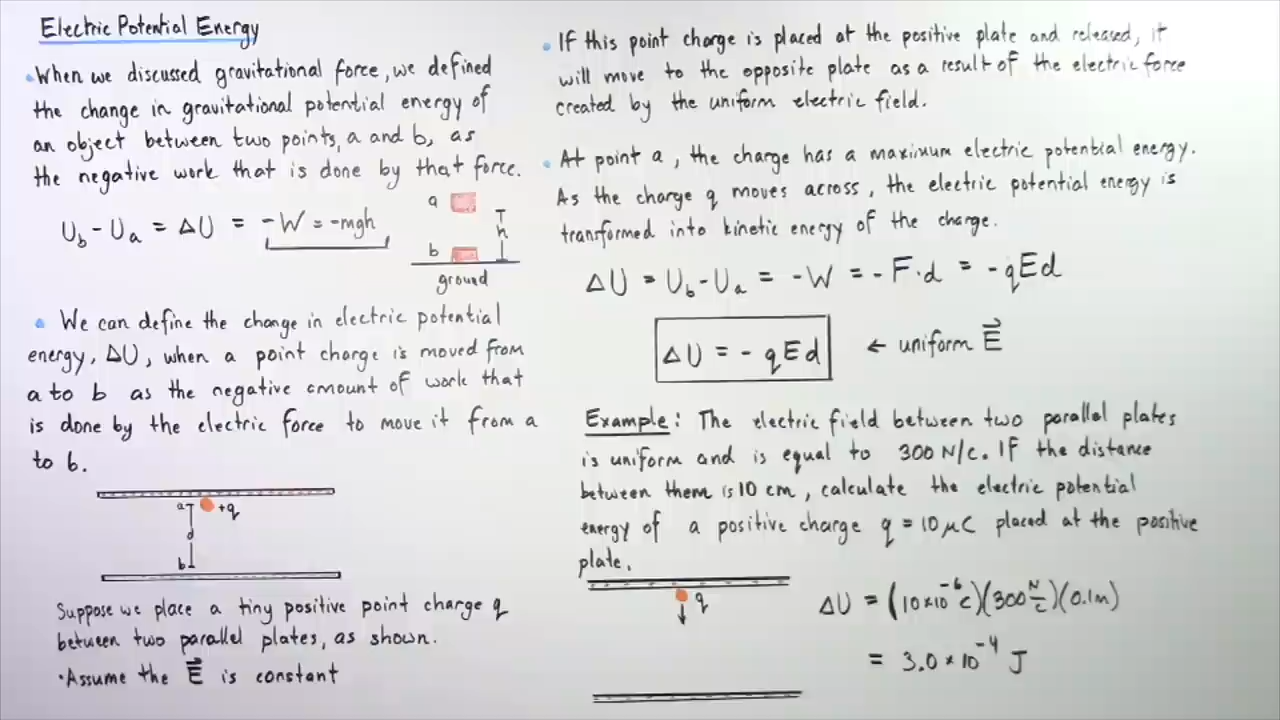 Electric Potential Energy
•When we discussed gravitational force, we defined
the change in gravitational potential energy of
an object between two points, a and b, as
the negative work that is done by that force.
U_b - U_a = ΔU = -W = -mgh
a
h
b
ground
• We can define the change in electric potential
energy, ΔU, when a point charge is moved from
a to b as the negative amount of work that
is done by the electric force to move it from a
to b.
a
+q
d
b
Suppose we place a tiny positive point charge q
between two parallel plates, as shown.
•Assume the E⃗ is constant
• If this point charge is placed at the positive plate and released, it
will move to the opposite plate as a result of the electric force
created by the uniform electric field.
• At point a, the charge has a maximum electric potential energy.
As the charge q moves across, the electric potential energy is
transformed into kinetic energy of the charge.
ΔU = U_b - U_a = -W = -F·d = -qEd
ΔU = -qEd ← uniform E⃗
Example: The electric field between two parallel plates
is uniform and is equal to 300 N/C. If the distance
between them is 10 cm, calculate the electric potential
energy of a positive charge q = 10 μC placed at the positive
plate.
q
ΔU = (10×10⁻⁶ C)(300 N/C)(0.1m)
= 3.0×10⁻⁴ J